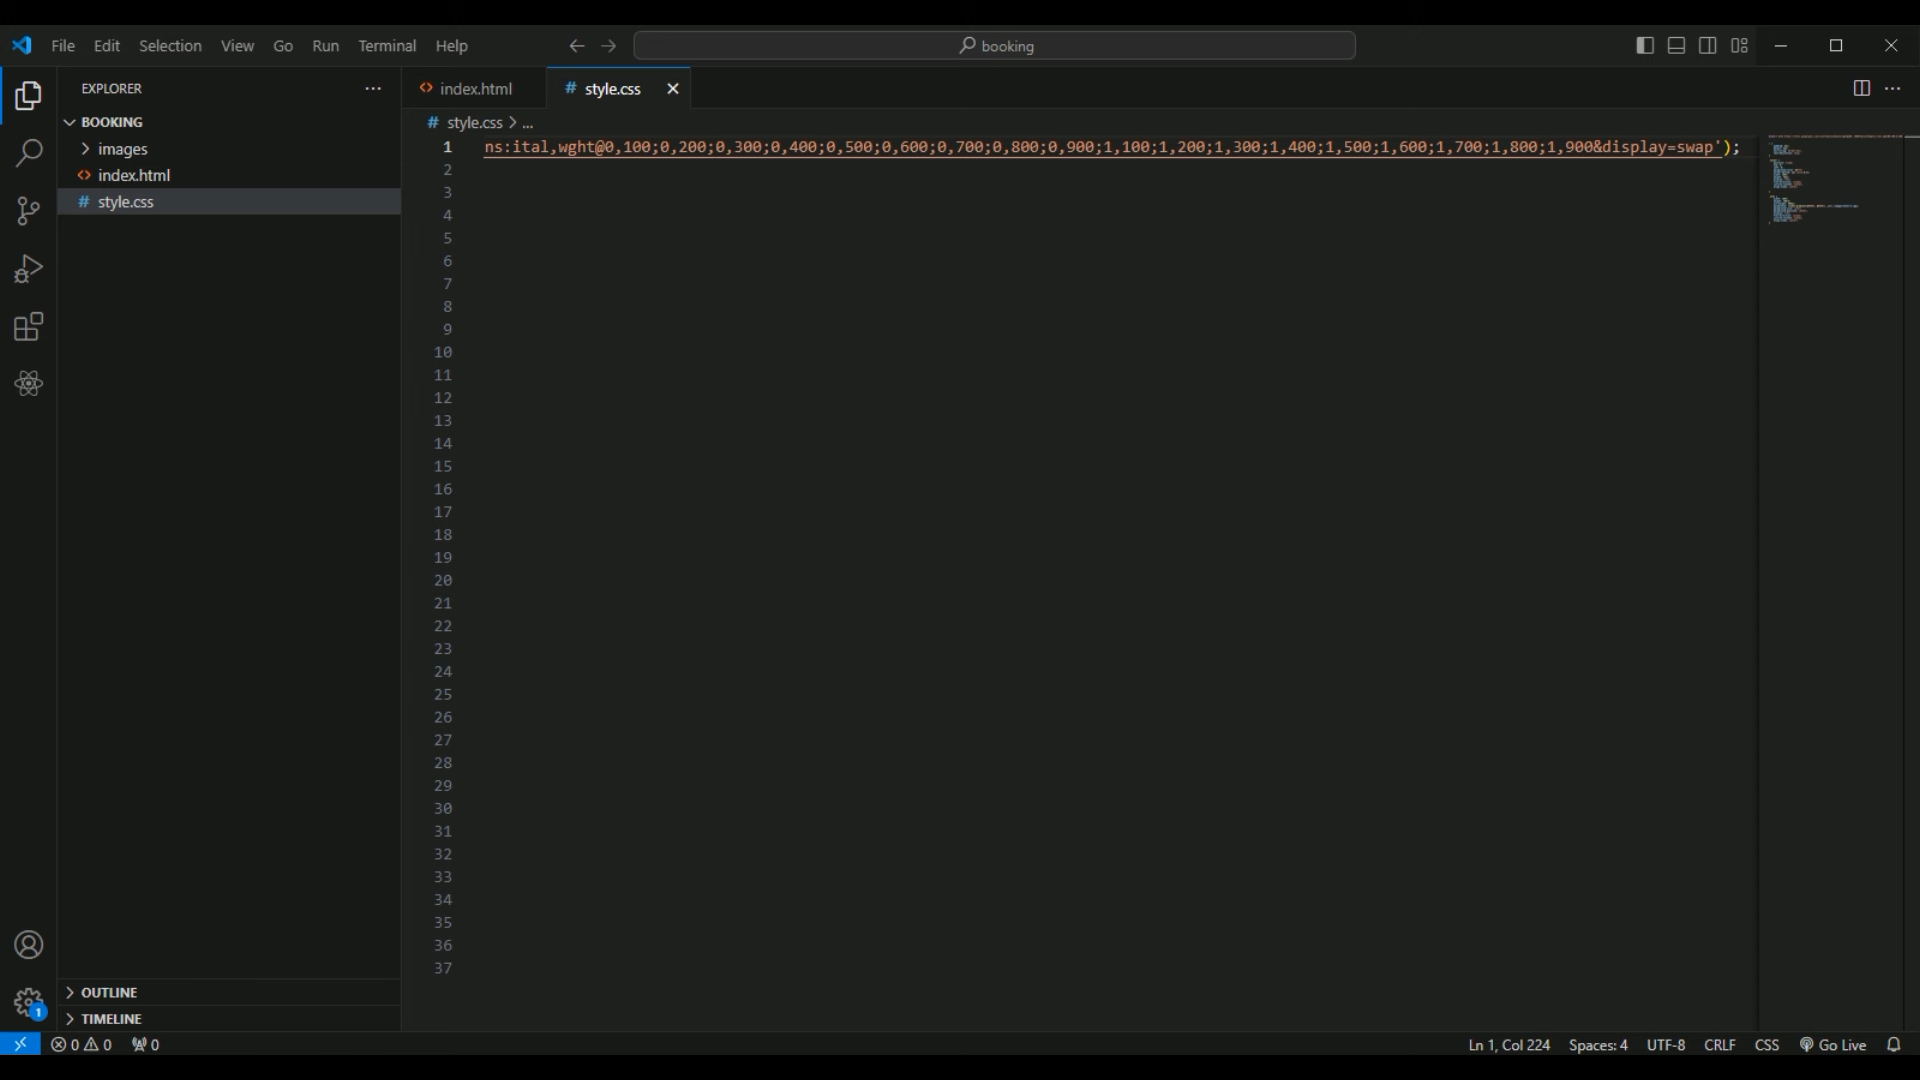 File Edit Selection View Go Run Terminal Help booking
EXPLORER
index.html
style.css
BOOKING
style.css > ...
images
index.html
style.css
1 ns:ital,wght@0,100;0,200;0,300;0,400;0,500;0,600;0,700;0,800;0,900;1,100;1,200;1,300;1,400;1,500;1,600;1,700;1,800;1,900&display=swap');
2
3
4
5
6
7
8
9
10
11
12
13
14
15
16
17
18
19
20
21
22
23
24
25
26
27
28
29
30
31
32
33
34
35
36
37
OUTLINE
1
TIMELINE
0 0 0 Ln 1, Col 224 Spaces: 4 UTF-8 CRLF CSS Go Live